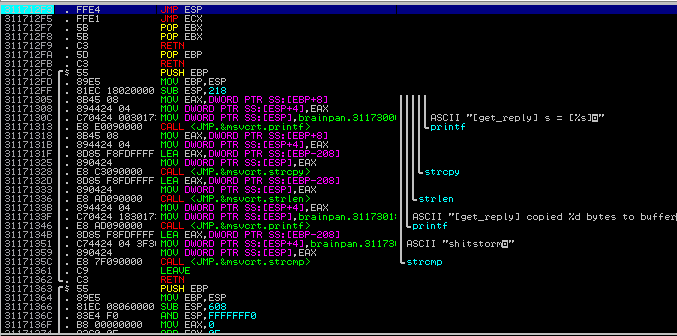 . FFE4 JMP ESP
311712F5 . FFE1 JMP ECX
311712F7 . 5B POP EBX
311712F8 . 5B POP EBX
311712F9 . C3 RETN
311712FA . 5D POP EBP
311712FB . C3 RETN
311712FC 55 PUSH EBP
311712FD . 89E5 MOV EBP,ESP
311712FF . 81EC 18020000 SUB ESP,218
31171305 . 8B45 08 MOV EAX,DWORD PTR SS:[EBP+8]
31171308 . 894424 04 MOV DWORD PTR SS:[ESP+4],EAX
3117130C . C70424 003017 MOV DWORD PTR SS:[ESP],brainpan.3117300 ASCII "[get_reply] s = [%s]"
31171313 . E8 E0090000 CALL <JMP.&msvcrt.printf> printf
31171318 . 8B45 08 MOV EAX,DWORD PTR SS:[EBP+8]
3117131B . 894424 04 MOV DWORD PTR SS:[ESP+4],EAX
3117131F . 8D85 F8FDFFFF LEA EAX,DWORD PTR SS:[EBP-208]
31171325 . 890424 MOV DWORD PTR SS:[ESP],EAX
31171328 . E8 C3090000 CALL <JMP.&msvcrt.strcpy> strcpy
3117132D . 8D85 F8FDFFFF LEA EAX,DWORD PTR SS:[EBP-208]
31171333 . 890424 MOV DWORD PTR SS:[ESP],EAX
31171336 . E8 AD090000 CALL <JMP.&msvcrt.strlen> strlen
3117133B . 894424 04 MOV DWORD PTR SS:[ESP+4],EAX
3117133F . C70424 183017 MOV DWORD PTR SS:[ESP],brainpan.3117301 ASCII "[get_reply] copied %d bytes to buffer
31171346 . E8 AD090000 CALL <JMP.&msvcrt.printf> printf
3117134B . 8D85 F8FDFFFF LEA EAX,DWORD PTR SS:[EBP-208]
31171351 . C74424 04 3F3 MOV DWORD PTR SS:[ESP+4],brainpan.31173 ASCII "shitstorm"
31171359 . 890424 MOV DWORD PTR SS:[ESP],EAX
3117135C . E8 7F090000 CALL <JMP.&msvcrt.strcmp> strcmp
31171361 . C9 LEAVE
31171362 . C3 RETN
31171363 55 PUSH EBP
31171364 . 89E5 MOV EBP,ESP
31171366 . 81EC 08060000 SUB ESP,608
3117136C . 83E4 F0 AND ESP,FFFFFFF0
3117136F . B8 00000000 MOV EAX,0